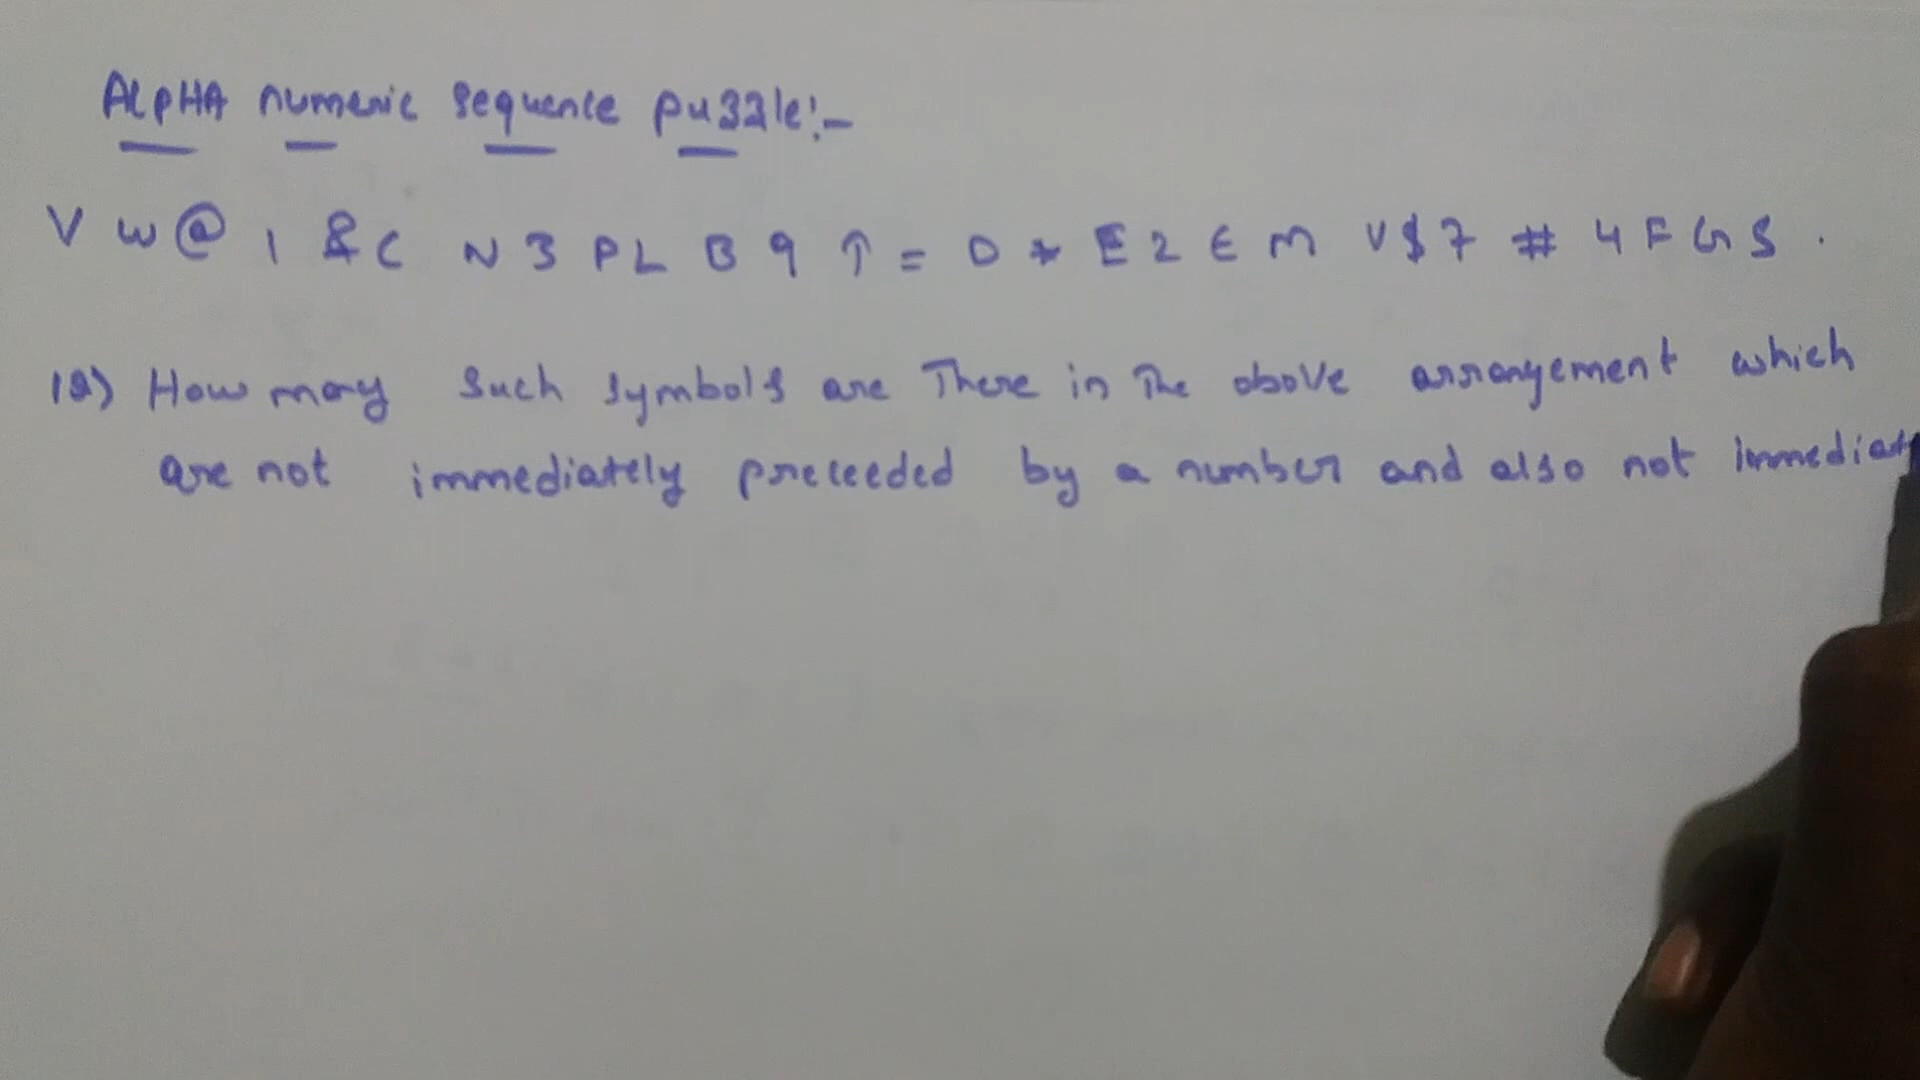 ALPHA numeric sequence puzzle:-
V W @ 1 & C N 3 P L B 9 ↑ = D * E 2 E M V $ 7 # 4 F G S .
12) How many such symbols are There in The above arrangement which
are not immediately preceeded by a number and also not immediat